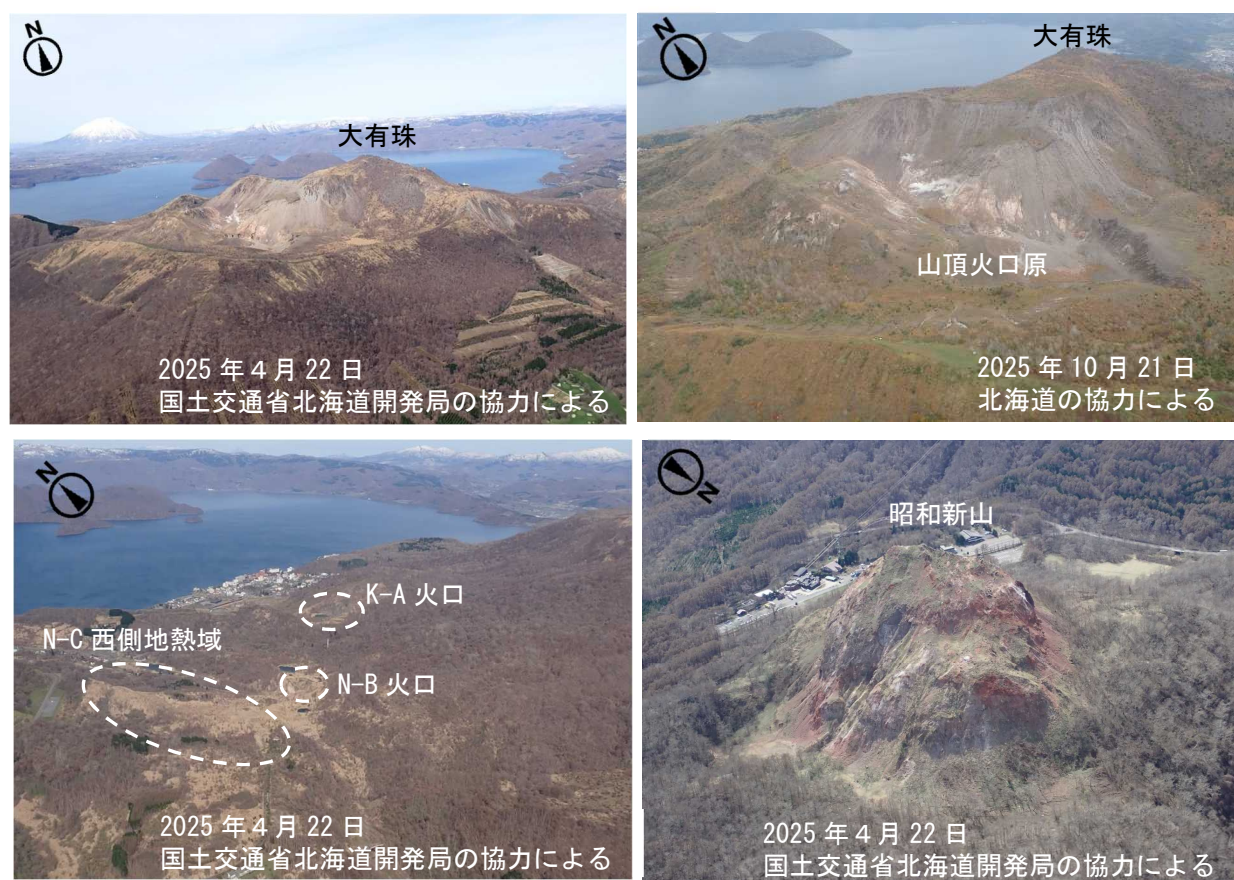 N
大有珠
2025 年４月 22 日
国土交通省北海道開発局の協力による
N
大有珠
山頂火口原
2025 年 10 月 21 日
北海道の協力による
N
K-A 火口
N-C 西側地熱域
N-B 火口
2025 年４月 22 日
国土交通省北海道開発局の協力による
N
昭和新山
2025 年４月 22 日
国土交通省北海道開発局の協力による